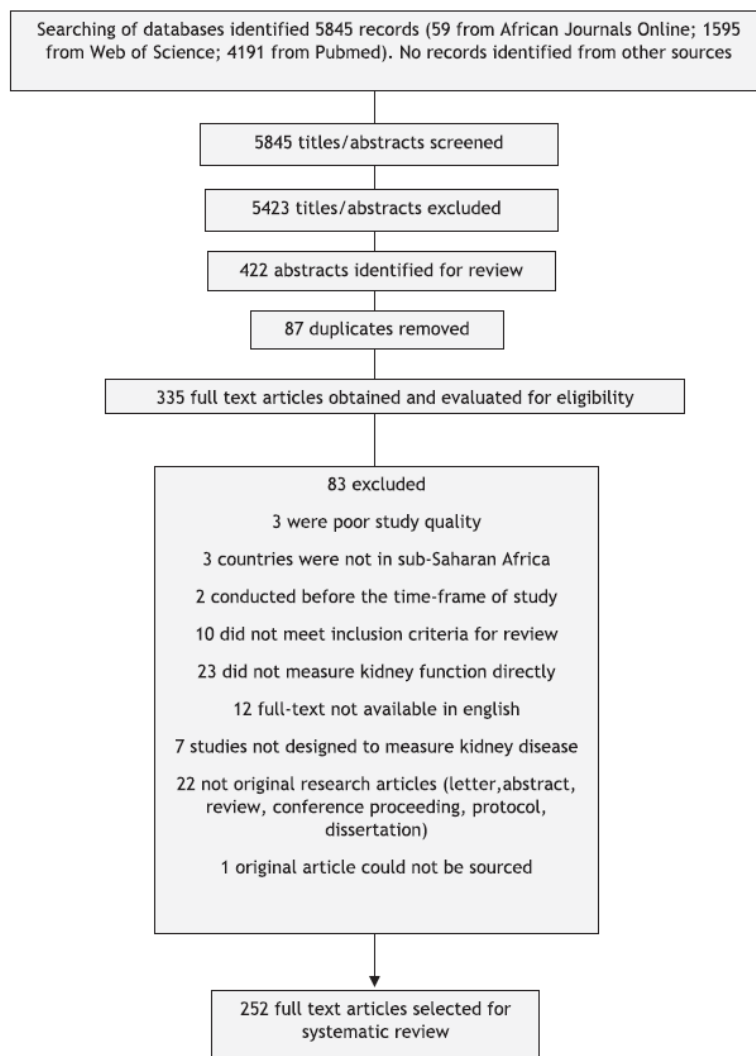 Searching of databases identified 5845 records (59 from African Journals Online; 1595
from Web of Science; 4191 from Pubmed). No records identified from other sources
5845 titles/abstracts screened
5423 titles/abstracts excluded
422 abstracts identified for review
87 duplicates removed
335 full text articles obtained and evaluated for eligibility
83 excluded
3 were poor study quality
3 countries were not in sub-Saharan Africa
2 conducted before the time-frame of study
10 did not meet inclusion criteria for review
23 did not measure kidney function directly
12 full-text not available in english
7 studies not designed to measure kidney disease
22 not original research articles (letter,abstract,
review, conference proceeding, protocol,
dissertation)
1 original article could not be sourced
252 full text articles selected for
systematic review